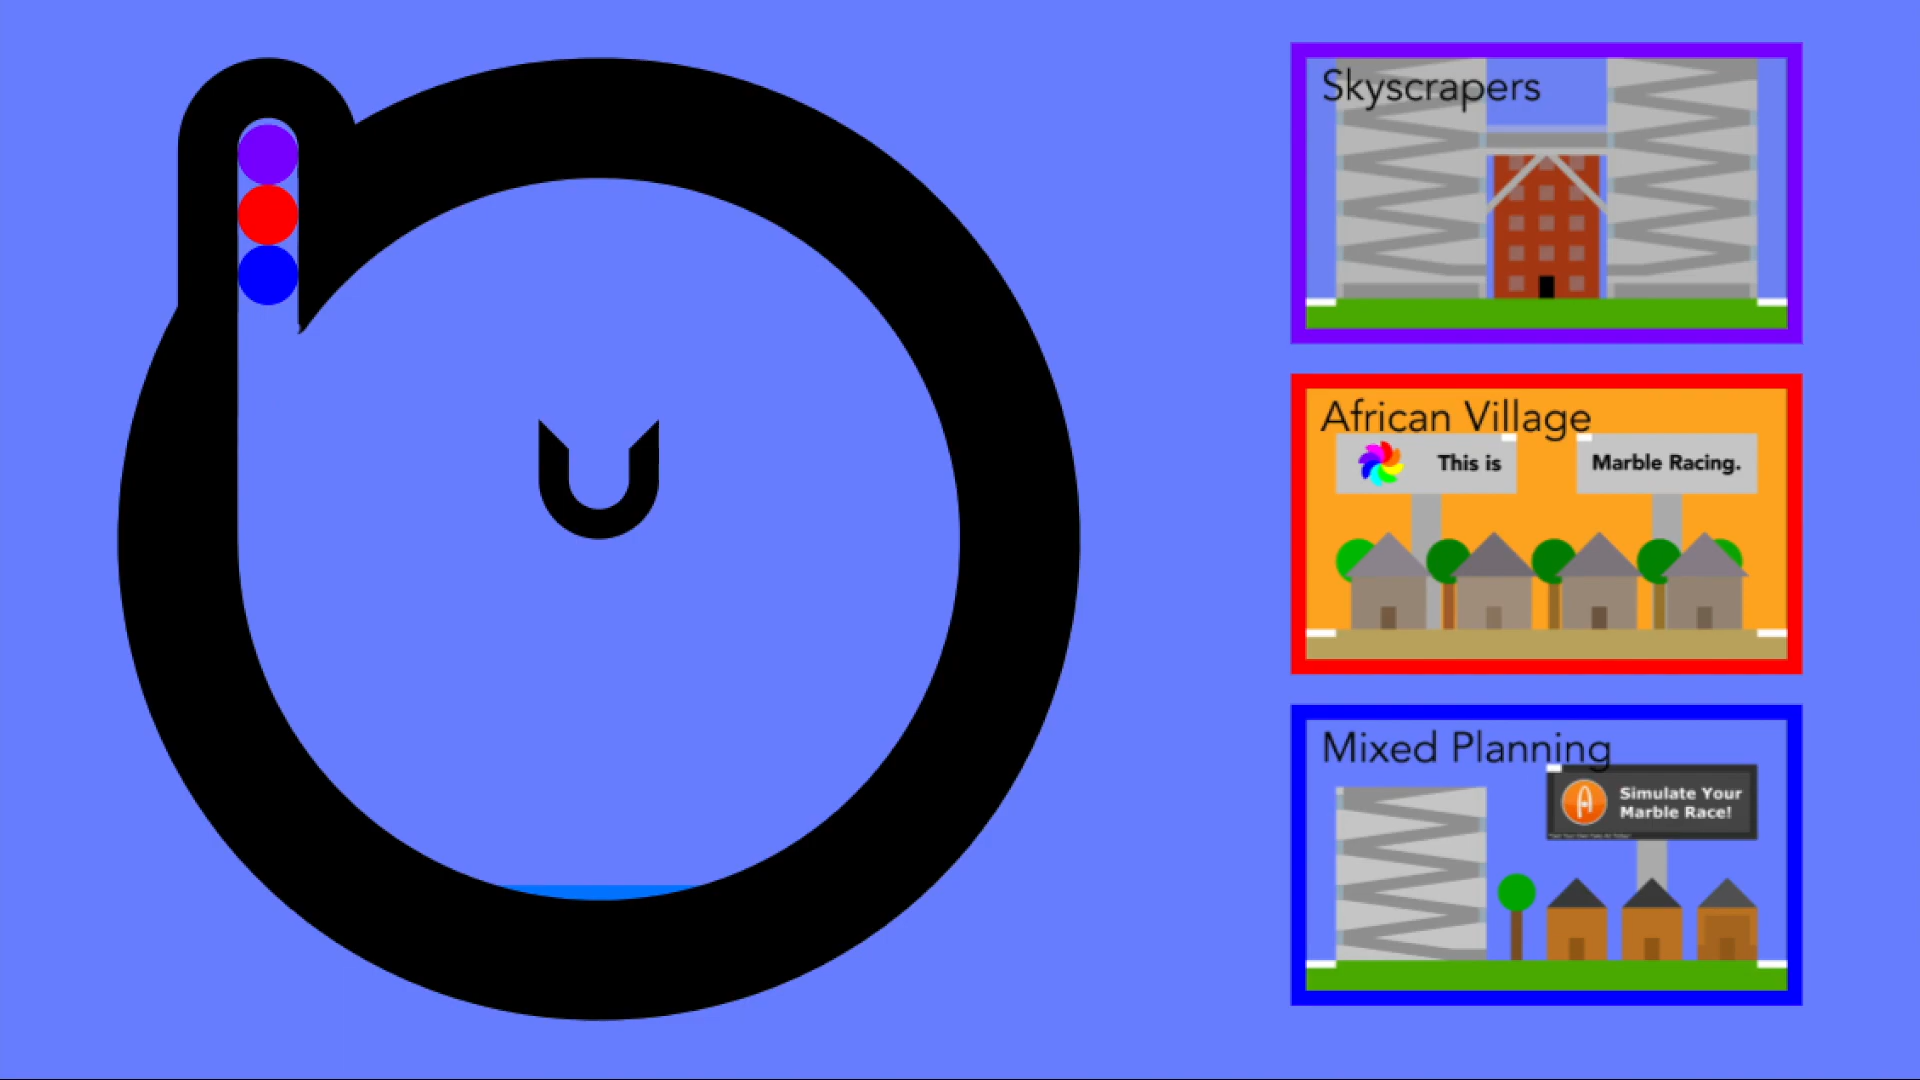 Skyscrapers
African Village
This is
Marble Racing.
Mixed Planning
Simulate Your
Marble Race!